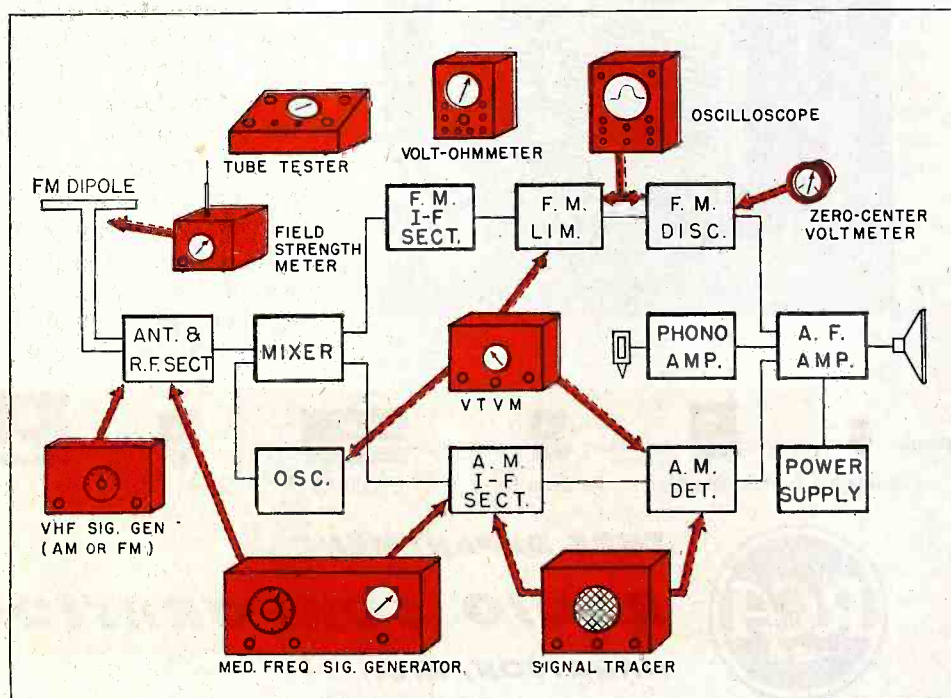 OSCILLOSCOPE
TUBE TESTER
VOLT-OHMMETER
FM DIPOLE
FIELD
STRENGTH
METER
F. M.
I-F
SECT.
F. M.
LIM.
F. M.
DISC.
ZERO-CENTER
VOLTMETER
ANT. &
R.F. SECT
MIXER
VTVM
PHONO
AMP.
A. F.
AMP.
OSC.
A. M.
I-F
SECT.
A. M.
DET.
POWER
SUPPLY
VHF SIG. GEN
(AM OR FM)
MED. FREQ. SIG. GENERATOR.
SIGNAL TRACER